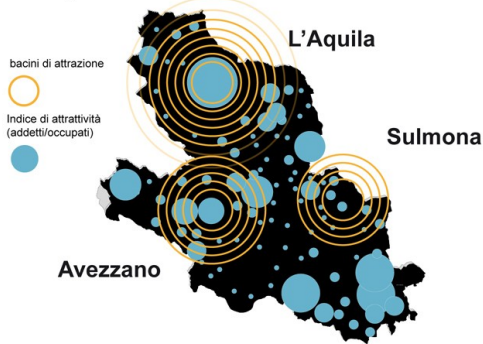 L'Aquila
bacini di attrazione
Indice di attrattività
(addetti/occupati)
Sulmona
Avezzano